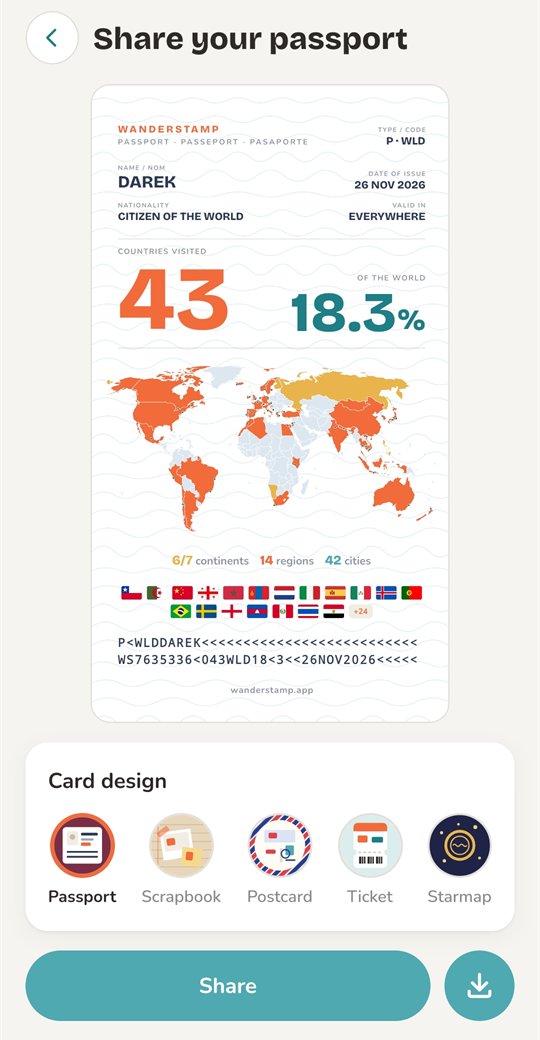 Share your passport
WANDERSTAMP
PASSPORT · PASSEPORT · PASAPORTE
TYPE / CODE
P · WLD
NAME / NOM
DAREK
DATE OF ISSUE
26 NOV 2026
NATIONALITY
CITIZEN OF THE WORLD
VALID IN
EVERYWHERE
COUNTRIES VISITED
43
OF THE WORLD
18.3%
6/7 continents 14 regions 42 cities
+24
P<WLDDAREK<<<<<<<<<<<<<<<<<<<<<<<<<<
WS7635336<043WLD18<3<<26NOV2026<<<<<
wanderstamp.app
Card design
Passport Scrapbook Postcard Ticket Starmap
Share